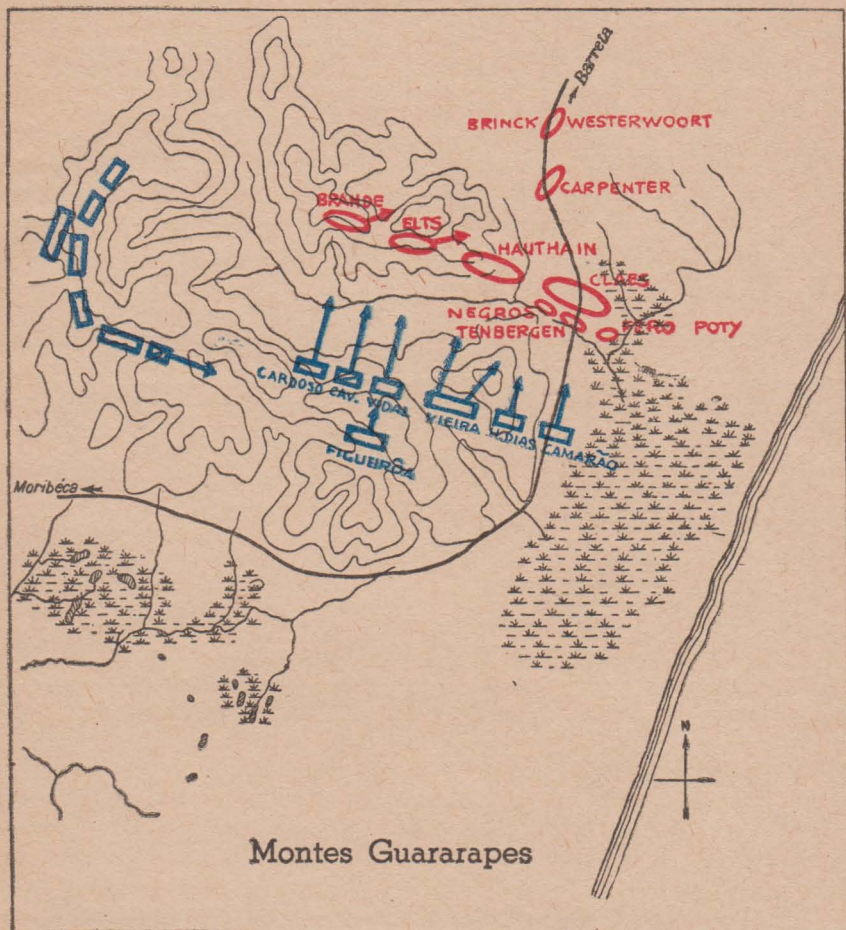 ← Barreta
BRINCK WESTERWOORT
CARPENTER
BRANDE
ELTS
HAUTHAIN
CLAES
NEGROS
TENBERGEN
PERO POTY
CARDOSO CAV. VIDAL VIEIRA H.DIAS CAMARÃO
FIGUEIRÔA
Moribéca ←
N
Montes Guararapes